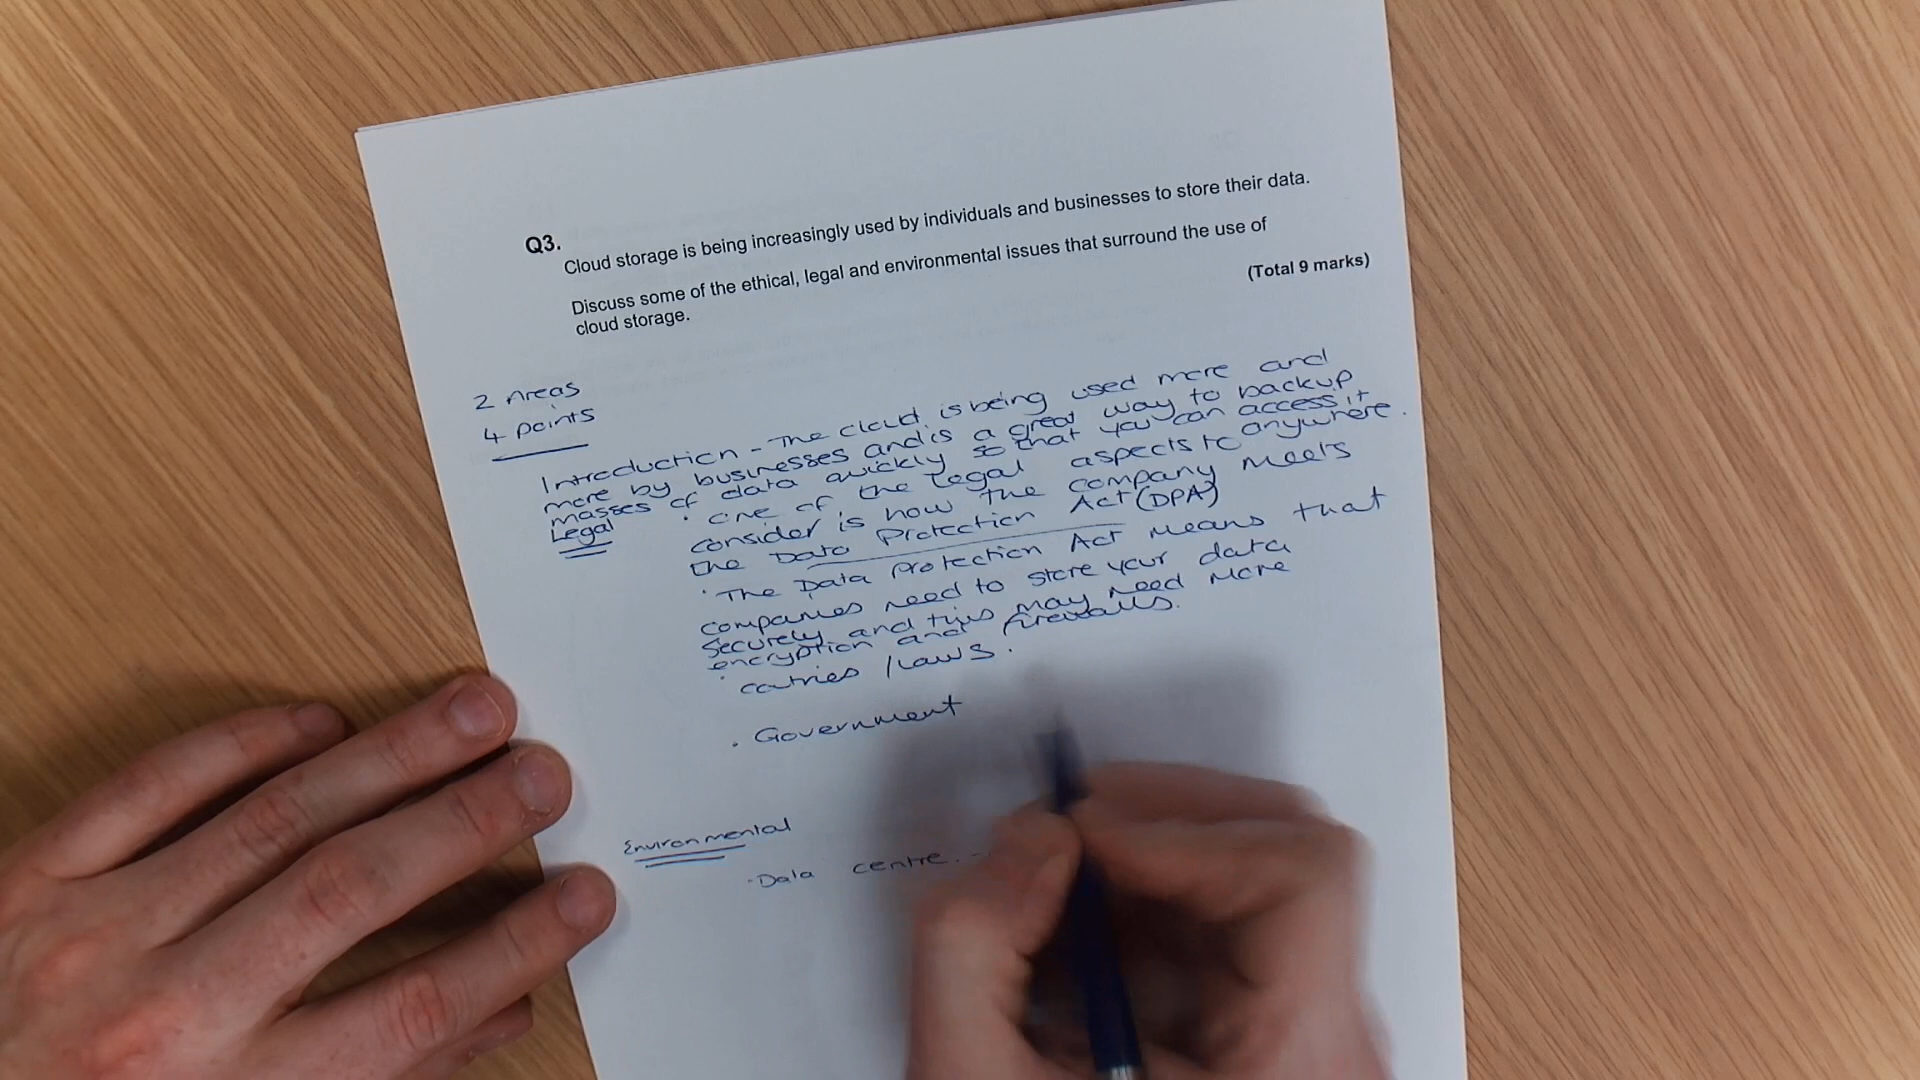 Q3.
Cloud storage is being increasingly used by individuals and businesses to store their data.
Discuss some of the ethical, legal and environmental issues that surround the use of
cloud storage.
(Total 9 marks)
2 Areas
4 points
Introduction - The cloud is being used more and
more by businesses and is a great way to backup
masses of data quickly so that you can access it
anywhere.
Legal
· One of the legal aspects to
consider is how the company meets
the Data Protection Act (DPA)
· The Data Protection Act means that
companies need to store your data
securely and this may need more
encryption and firewalls.
· contries / Laws.
· Government
Environmental
· Data centre. -